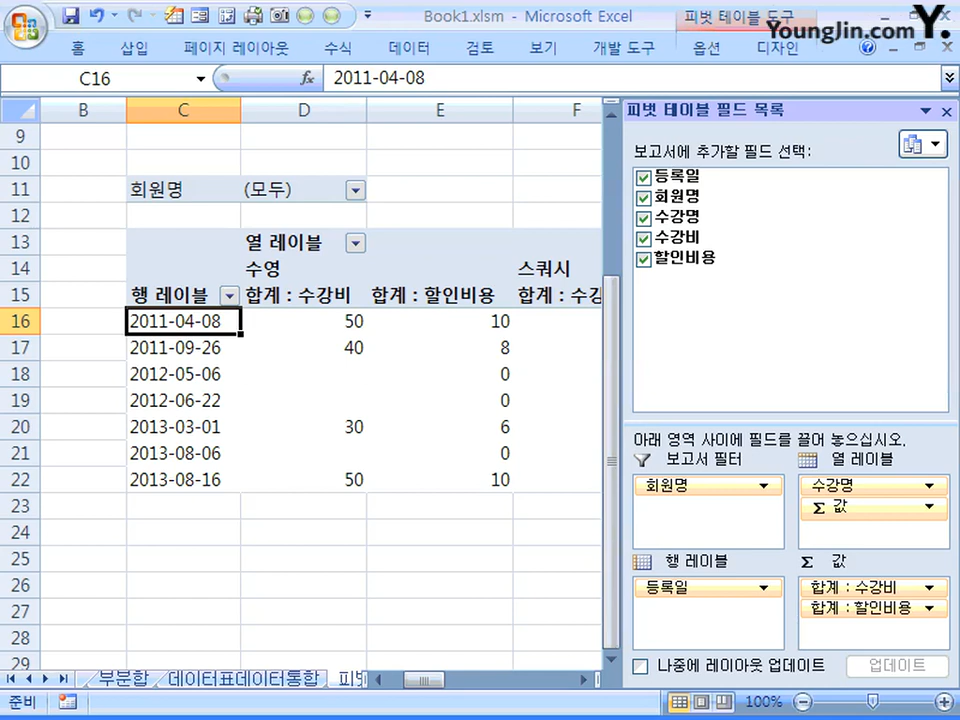 Book1.xlsm - Microsoft Excel
피벗 테이블 도구
YoungJin.com Y.
홈 삽입 페이지 레이아웃 수식 데이터 검토 보기 개발 도구 옵션 디자인
C16 fx 2011-04-08
B C D E F
피벗 테이블 필드 목록
9
10
11 회원명 (모두)
12
13 열 레이블
14 수영 스쿼시
15 행 레이블 합계 : 수강비 합계 : 할인비용 합계 : 수강
16 2011-04-08 50 10
17 2011-09-26 40 8
18 2012-05-06 0
19 2012-06-22 0
20 2013-03-01 30 6
21 2013-08-06 0
22 2013-08-16 50 10
23
24
25
26
27
28
29
보고서에 추가할 필드 선택:
등록일
회원명
수강명
수강비
할인비용
아래 영역 사이에 필드를 끌어 놓으십시오.
보고서 필터 열 레이블
회원명 수강명
Σ 값
행 레이블 Σ 값
등록일 합계 : 수강비
합계 : 할인비용
나중에 레이아웃 업데이트 업데이트
부분합 데이터표데이터통합
준비 100%